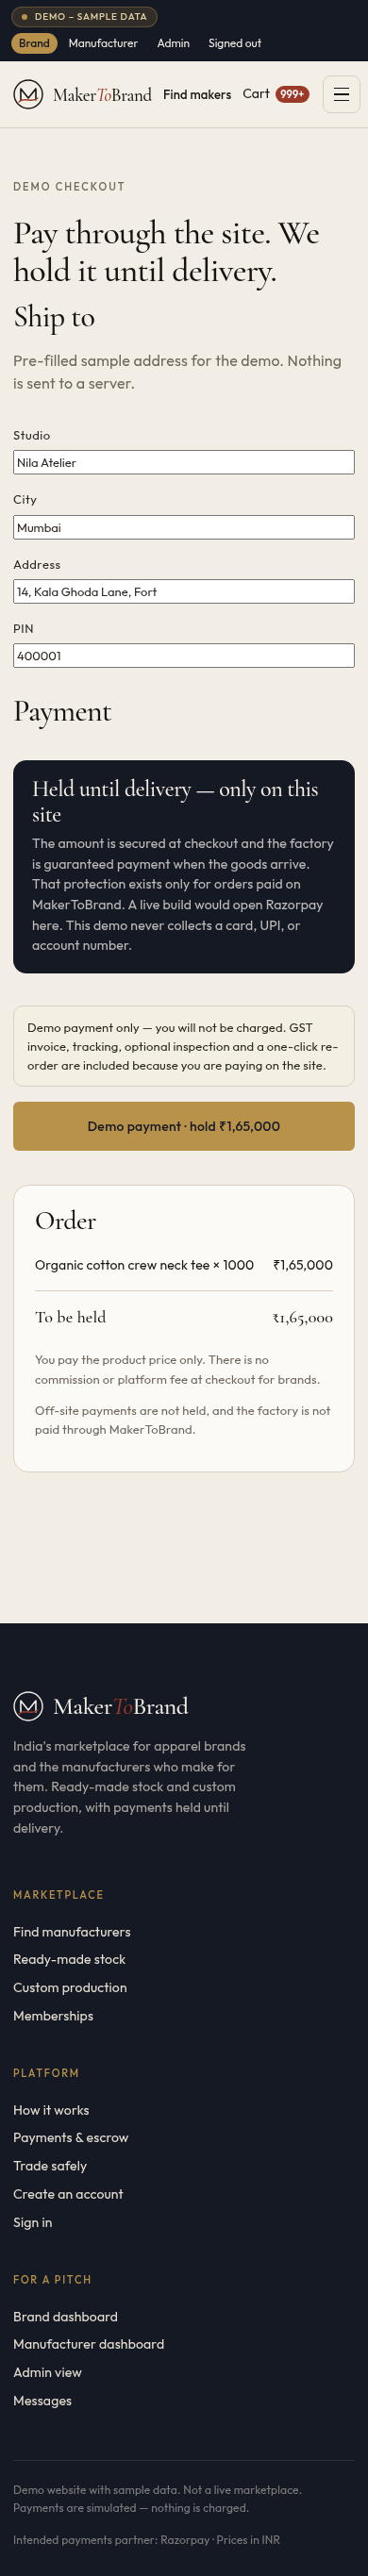 DEMO – SAMPLE DATA
Brand Manufacturer Admin Signed out
MakerToBrand Find makers Cart 999+
DEMO CHECKOUT
Pay through the site. We
hold it until delivery.
Ship to
Pre-filled sample address for the demo. Nothing
is sent to a server.
Studio
Nila Atelier
City
Mumbai
Address
14, Kala Ghoda Lane, Fort
PIN
400001
Payment
Held until delivery — only on this
site
The amount is secured at checkout and the factory
is guaranteed payment when the goods arrive.
That protection exists only for orders paid on
MakerToBrand. A live build would open Razorpay
here. This demo never collects a card, UPI, or
account number.
Demo payment only — you will not be charged. GST
invoice, tracking, optional inspection and a one-click re-
order are included because you are paying on the site.
Demo payment · hold ₹1,65,000
Order
Organic cotton crew neck tee × 1000 ₹1,65,000
To be held ₹1,65,000
You pay the product price only. There is no
commission or platform fee at checkout for brands.
Off-site payments are not held, and the factory is not
paid through MakerToBrand.
MakerToBrand
India's marketplace for apparel brands
and the manufacturers who make for
them. Ready-made stock and custom
production, with payments held until
delivery.
MARKETPLACE
Find manufacturers
Ready-made stock
Custom production
Memberships
PLATFORM
How it works
Payments & escrow
Trade safely
Create an account
Sign in
FOR A PITCH
Brand dashboard
Manufacturer dashboard
Admin view
Messages
Demo website with sample data. Not a live marketplace.
Payments are simulated — nothing is charged.
Intended payments partner: Razorpay · Prices in INR